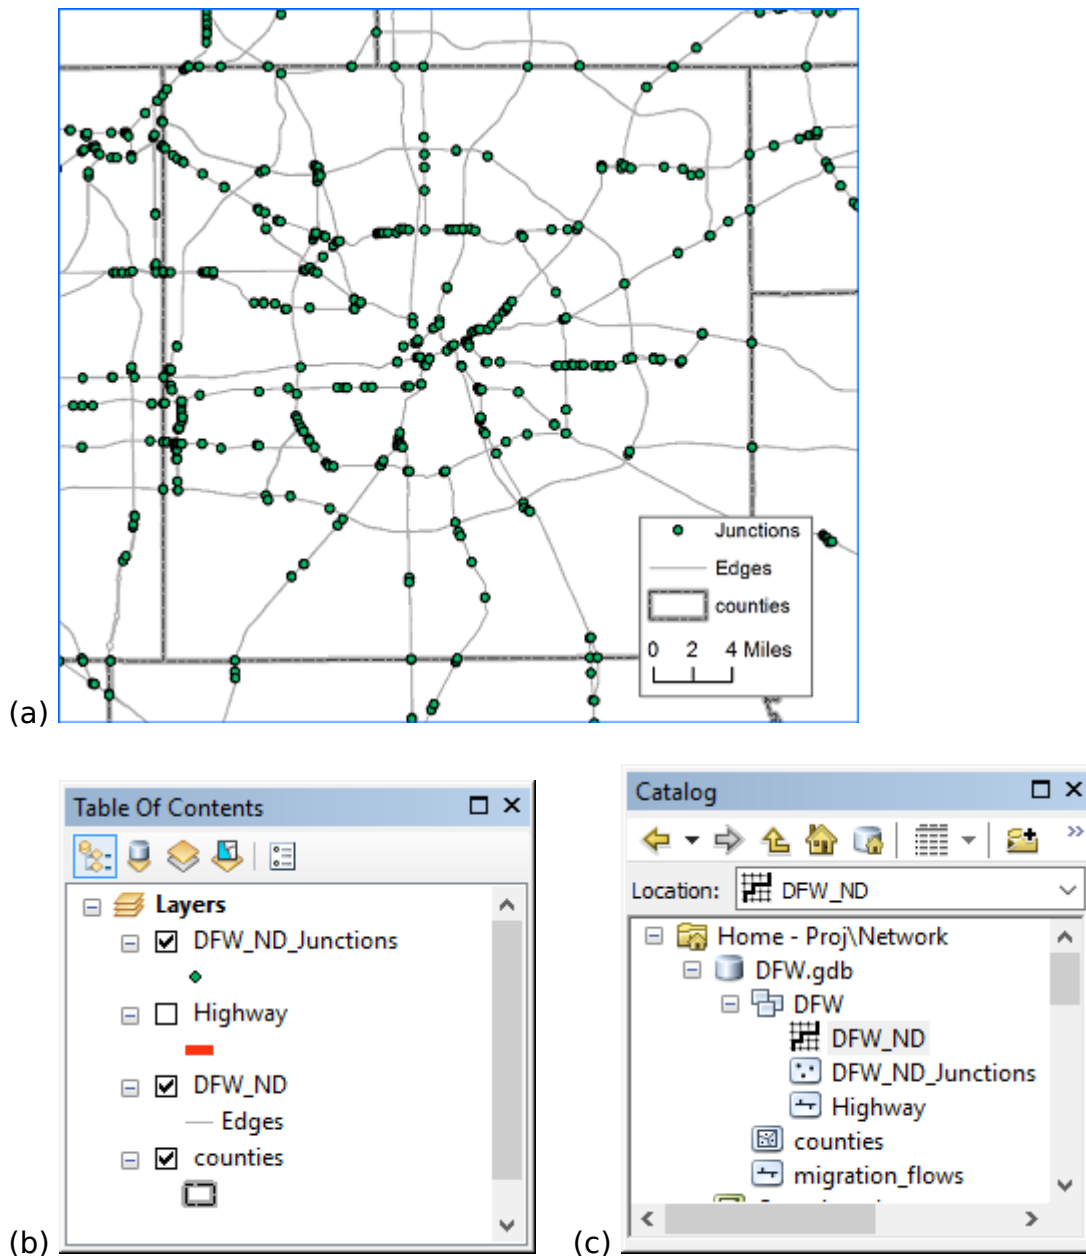 Junctions
Edges
counties
0 2 4 Miles
(a)
Table Of Contents
Layers
DFW_ND_Junctions
Highway
DFW_ND
Edges
counties
(b)
Catalog
Location: DFW_ND
Home - Proj\Network
DFW.gdb
DFW
DFW_ND
DFW_ND_Junctions
Highway
counties
migration_flows
(c)